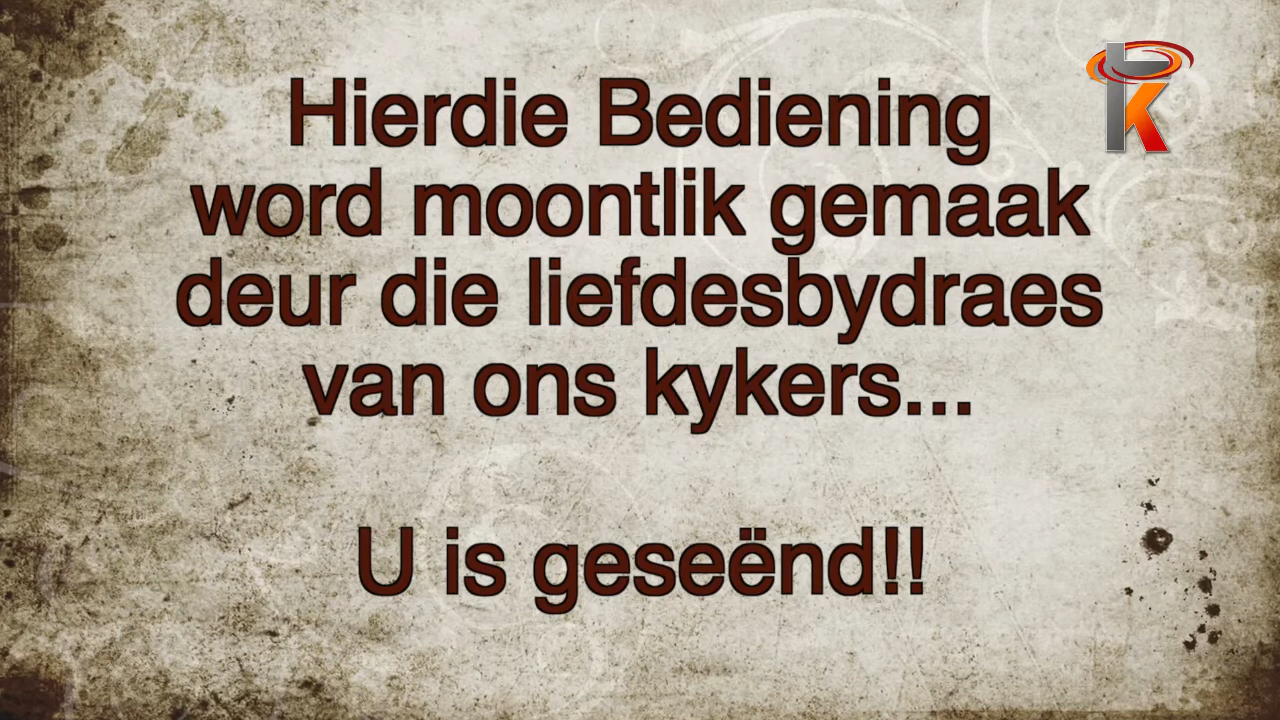 Hierdie Bediening
word moontlik gemaak
deur die liefdesbydraes
van ons kykers...
U is geseënd!!